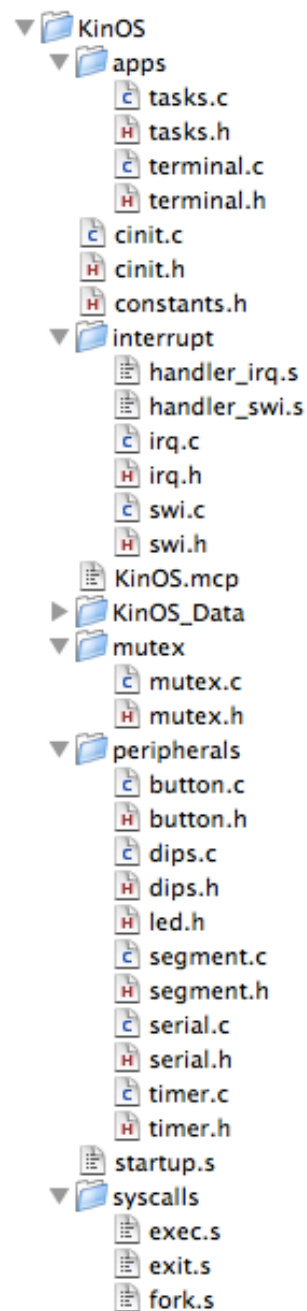 KinOS
apps
tasks.c
tasks.h
terminal.c
terminal.h
cinit.c
cinit.h
constants.h
interrupt
handler_irq.s
handler_swi.s
irq.c
irq.h
swi.c
swi.h
KinOS.mcp
KinOS_Data
mutex
mutex.c
mutex.h
peripherals
button.c
button.h
dips.c
dips.h
led.h
segment.c
segment.h
serial.c
serial.h
timer.c
timer.h
startup.s
syscalls
exec.s
exit.s
fork.s